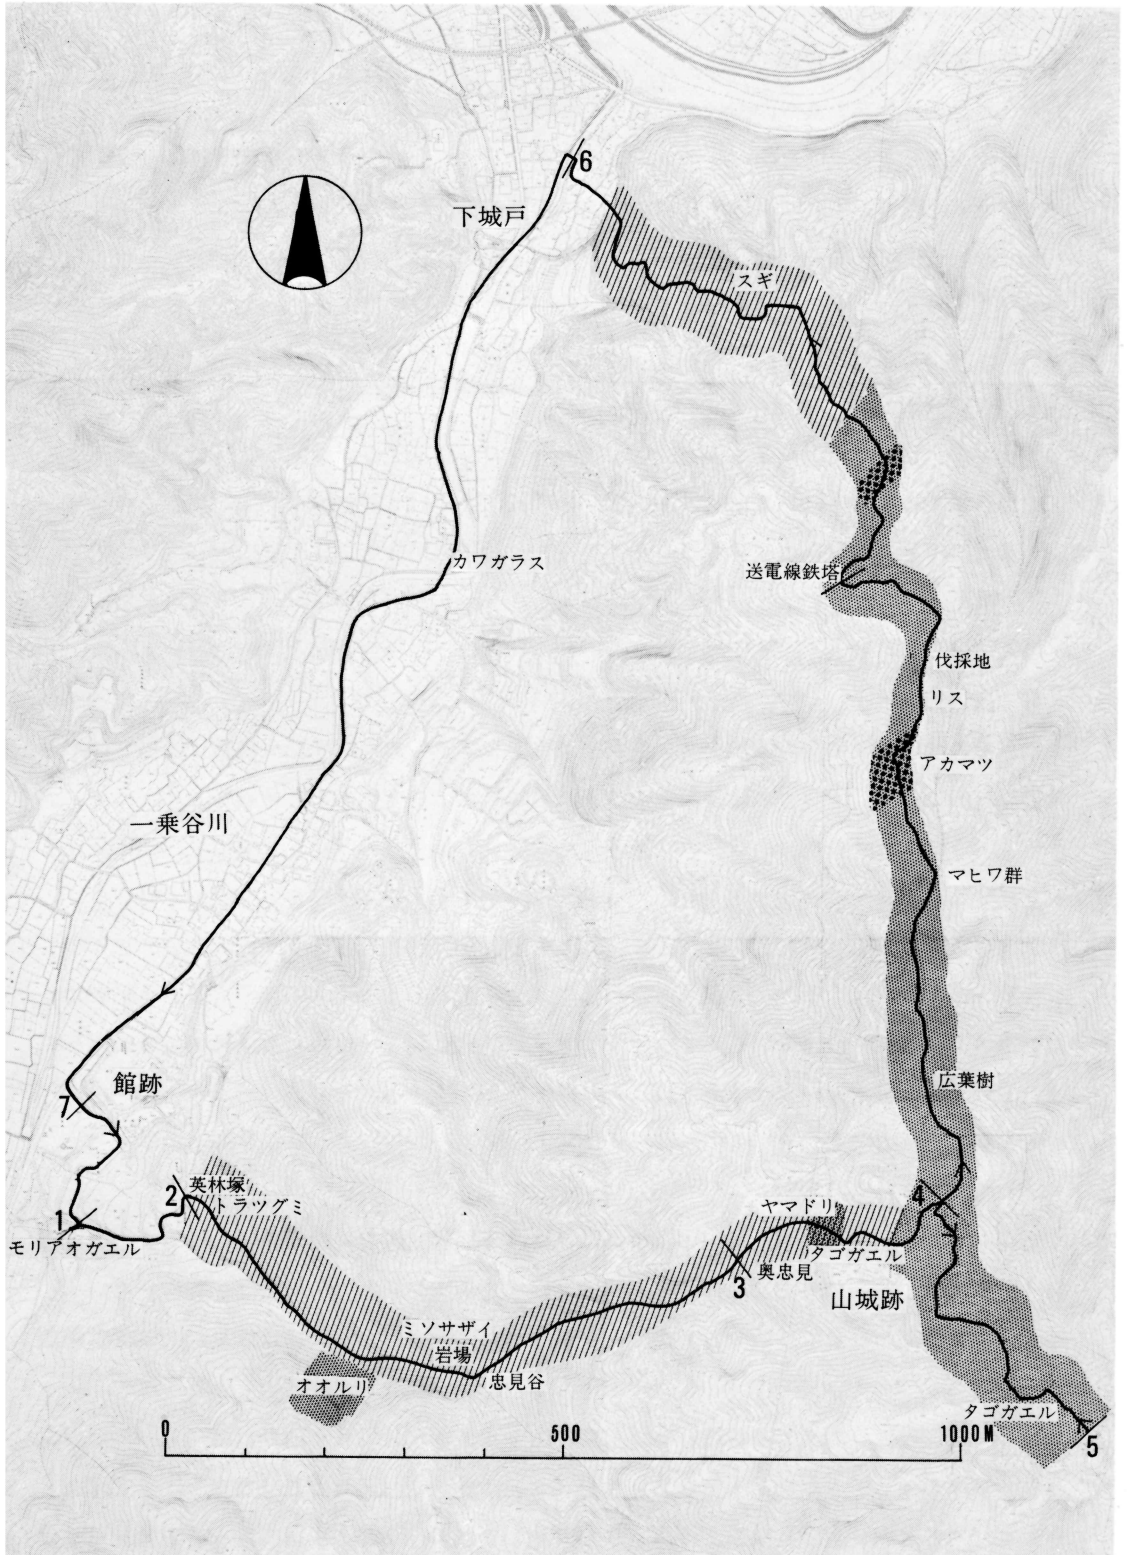 6
下城戸
スギ
カワガラス
送電線鉄塔
伐採地
リス
アカマツ
一乗谷川
マヒワ群
広葉樹
館跡
7
2
英林塚
トラツグミ
4
1
モリアオガエル
ヤマドリ
タゴガエル
奥忠見
3
山城跡
ミソサザイ
岩場
忠見谷
オオルリ
タゴガエル
5
0 500 1000M